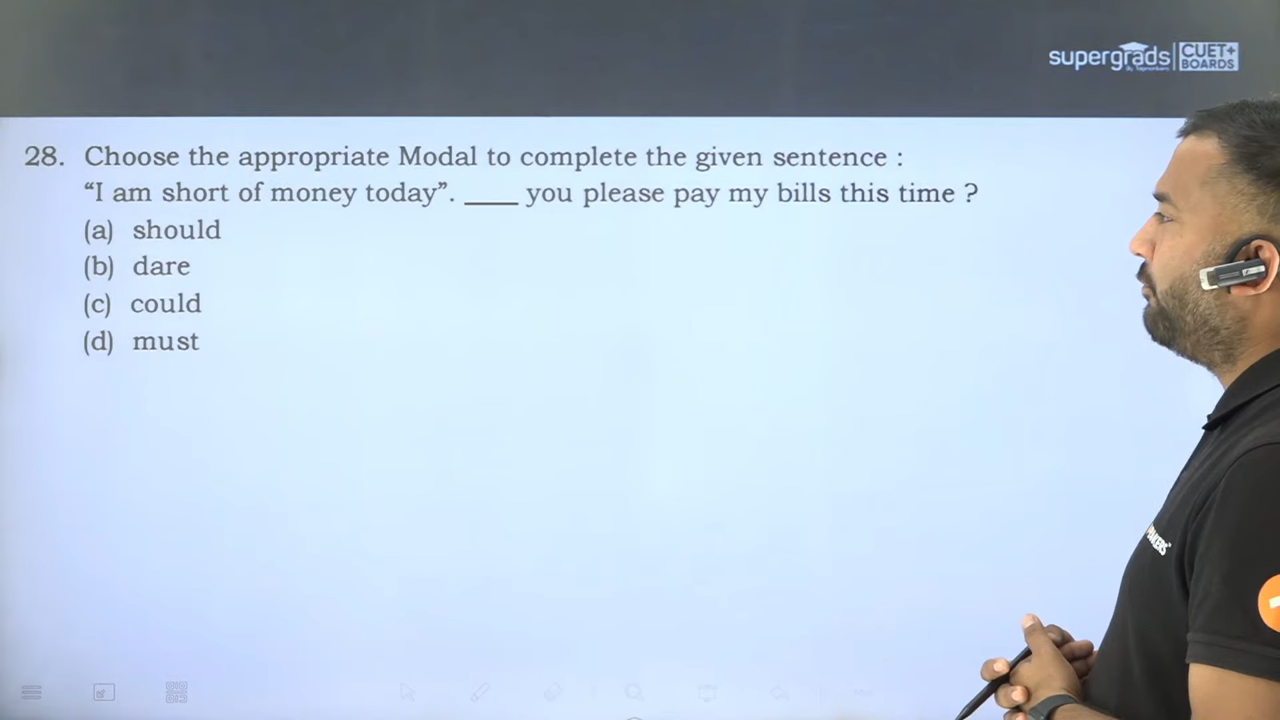 supergrads CUET+
BOARDS
28. Choose the appropriate Modal to complete the given sentence :
“I am short of money today”. ____ you please pay my bills this time ?
(a) should
(b) dare
(c) could
(d) must